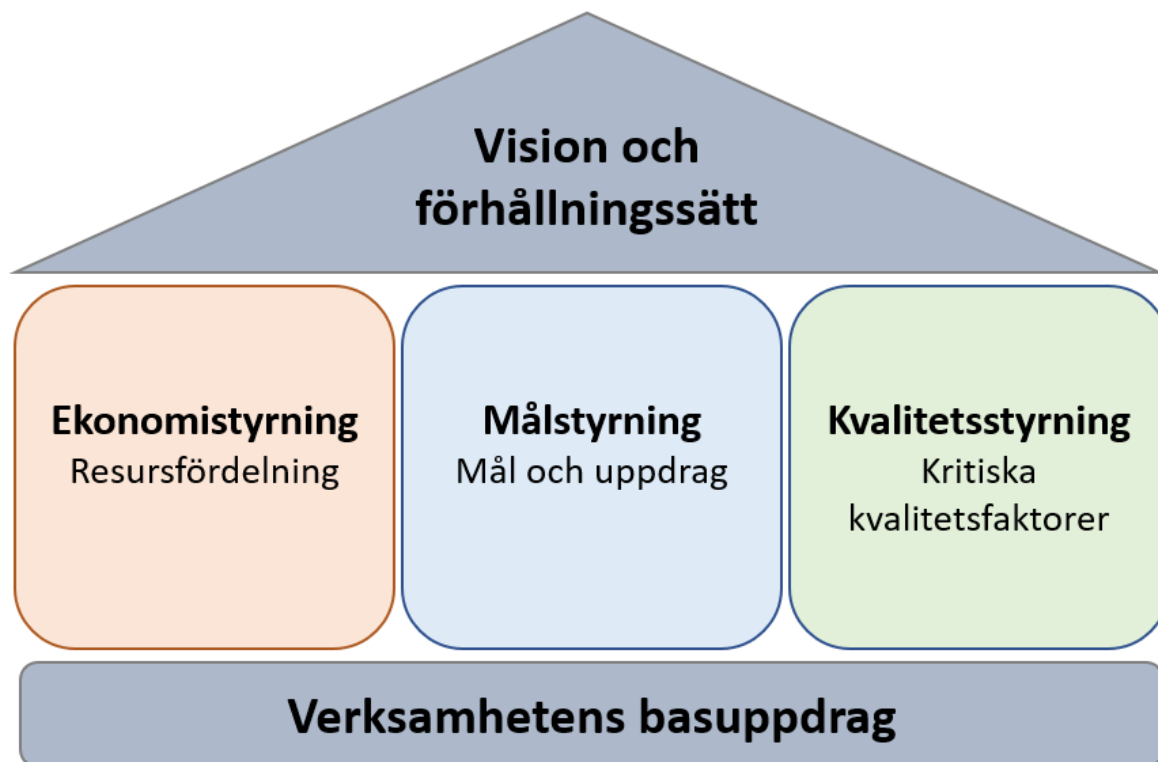 Vision och
förhållningssätt
Ekonomistyrning
Resursfördelning
Målstyrning
Mål och uppdrag
Kvalitetsstyrning
Kritiska
kvalitetsfaktorer
Verksamhetens basuppdrag